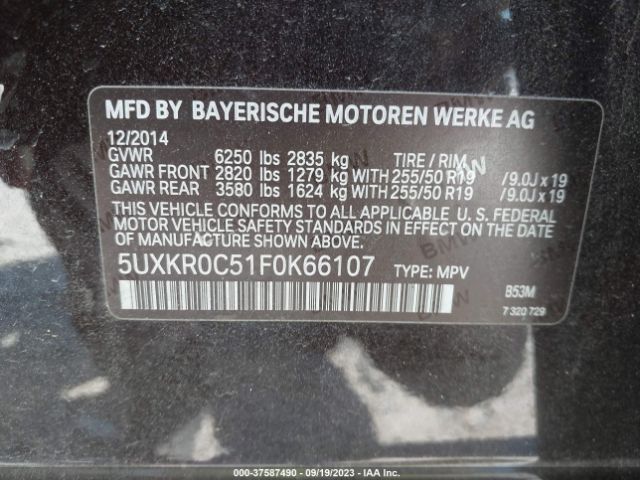 MFD BY BAYERISCHE MOTOREN WERKE AG
12/2014
GVWR 6250 lbs 2835 kg TIRE / RIM
GAWR FRONT 2820 lbs 1279 kg WITH 255/50 R19 /9.0J x 19
GAWR REAR 3580 lbs 1624 kg WITH 255/50 R19 /9.0J x 19
THIS VEHICLE CONFORMS TO ALL APPLICABLE, U. S. FEDERAL
MOTOR VEHICLE SAFETY STANDARDS IN EFFECT ON THE DATE
OF MANUFACTURE SHOWN ABOVE.
5UXKR0C51F0K66107 TYPE: MPV
B53M
7 320 729
000-37587490 - 09/19/2023 - IAA Inc.